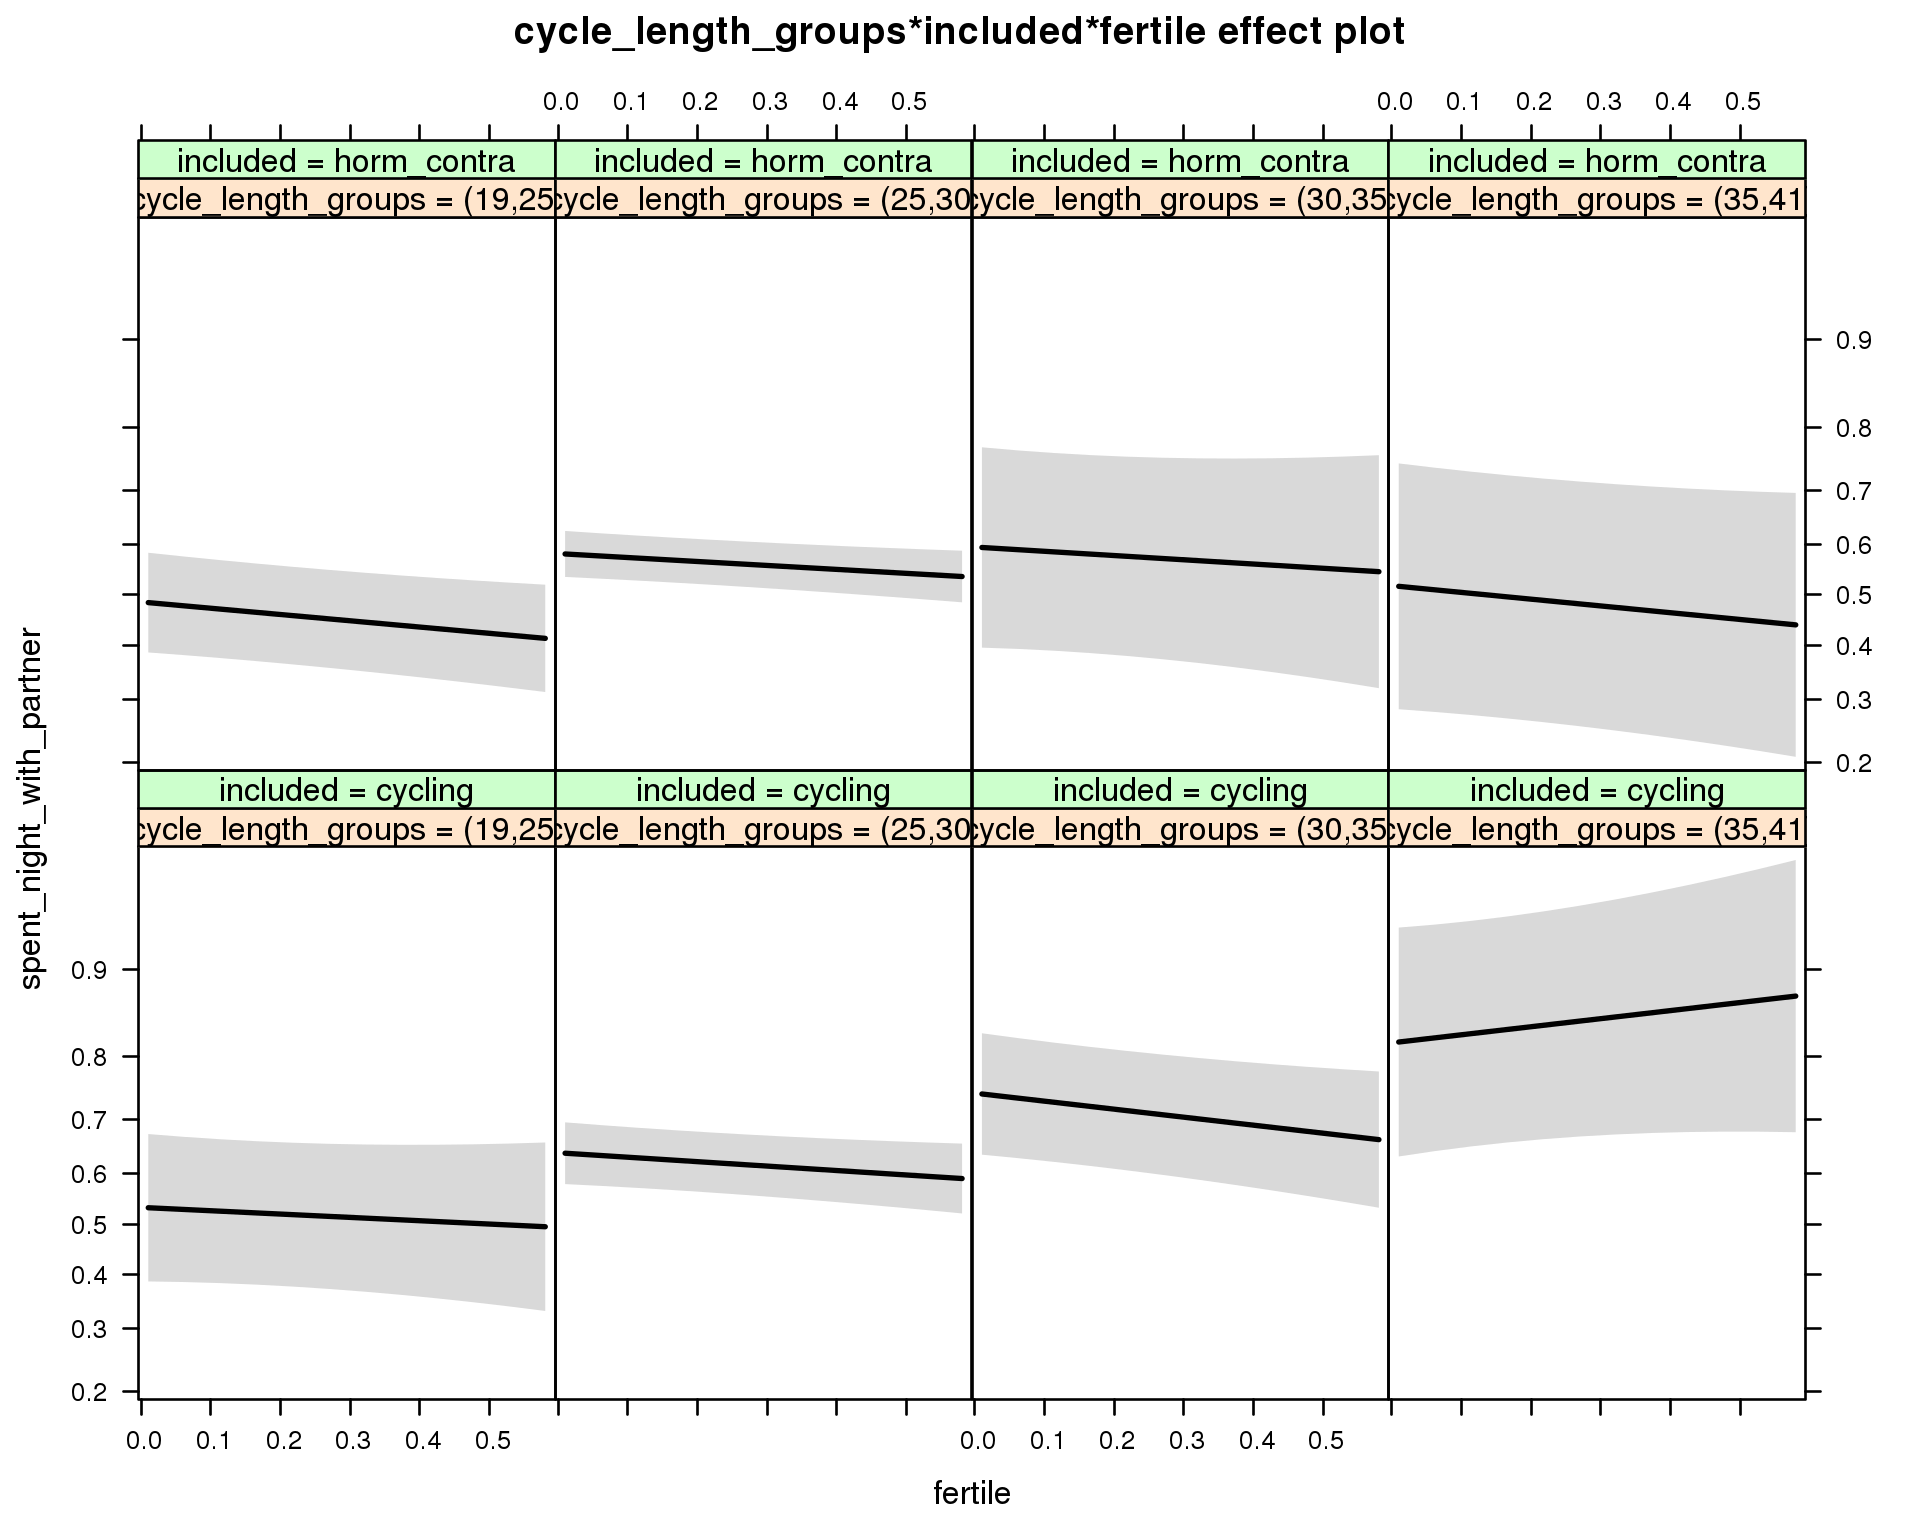 cycle_length_groups*included*fertile effect plot
0.0 0.1 0.2 0.3 0.4 0.5 0.0 0.1 0.2 0.3 0.4 0.5
included = horm_contra included = horm_contra included = horm_contra included = horm_contra
cycle_length_groups = (19,25 cycle_length_groups = (25,30 cycle_length_groups = (30,35 cycle_length_groups = (35,41
0.9
0.8
0.7
0.6
0.5
0.4
0.3
0.2
included = cycling included = cycling included = cycling included = cycling
cycle_length_groups = (19,25 cycle_length_groups = (25,30 cycle_length_groups = (30,35 cycle_length_groups = (35,41
spent_night_with_partner
0.9
0.8
0.7
0.6
0.5
0.4
0.3
0.2
0.0 0.1 0.2 0.3 0.4 0.5 0.0 0.1 0.2 0.3 0.4 0.5
fertile